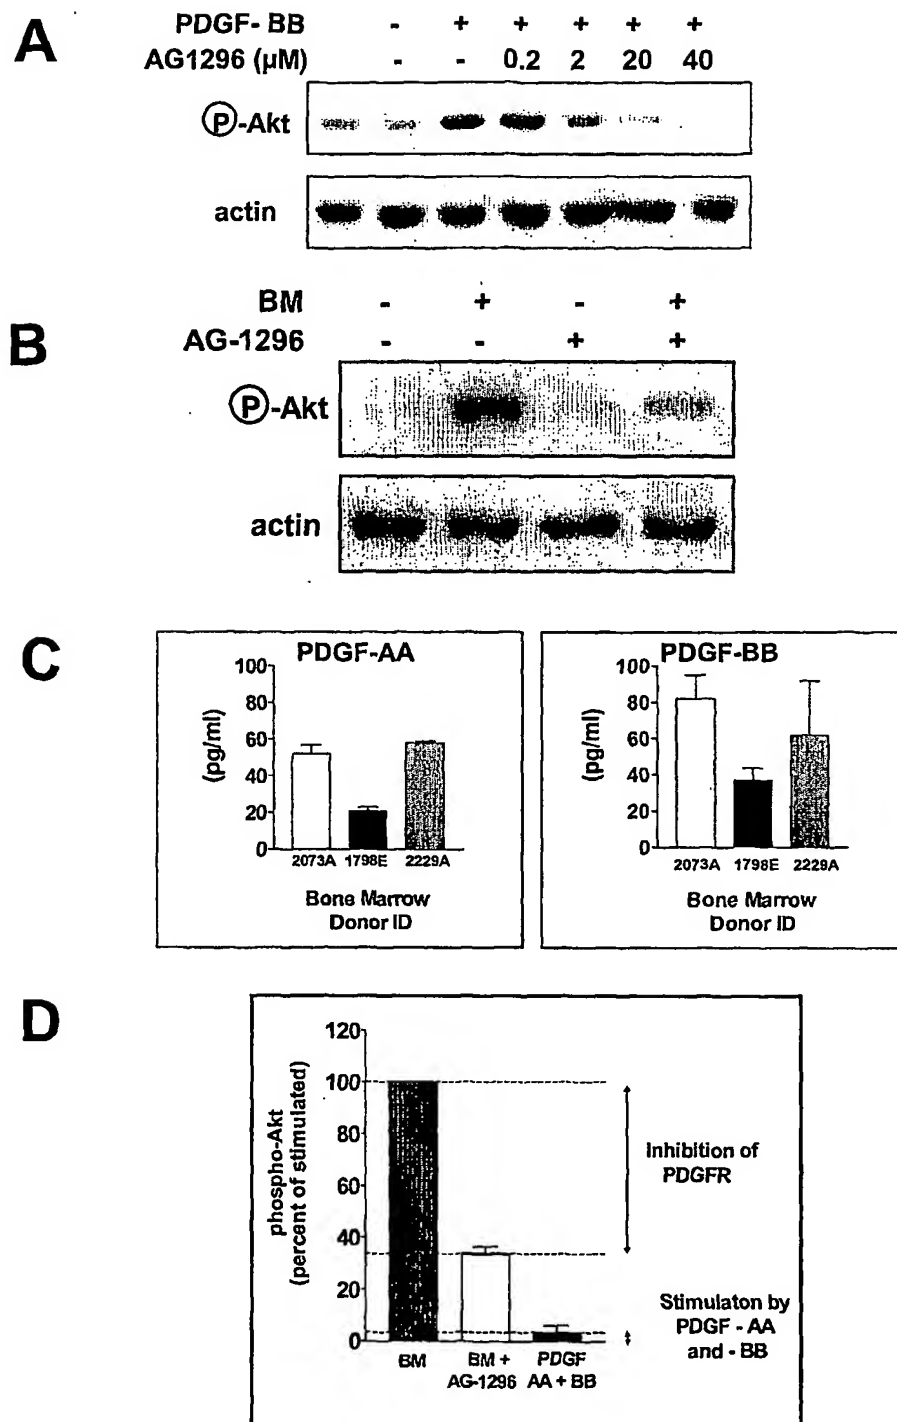 A
PDGF- BB - + + + + +
AG1296 (µM) - - 0.2 2 20 40
P-Akt
actin
B
BM - + - +
AG-1296 - - + +
P-Akt
actin
C
PDGF-AA
(pg/ml)
100
80
60
40
20
0
2073A 1798E 2229A
Bone Marrow
Donor ID
PDGF-BB
(pg/ml)
100
80
60
40
20
0
2073A 1798E 2229A
Bone Marrow
Donor ID
D
phospho-Akt
(percent of stimulated)
120
100
80
60
40
20
0
BM
BM +
AG-1296
PDGF
AA + BB
Inhibition of
PDGFR
Stimulaton by
PDGF - AA
and - BB